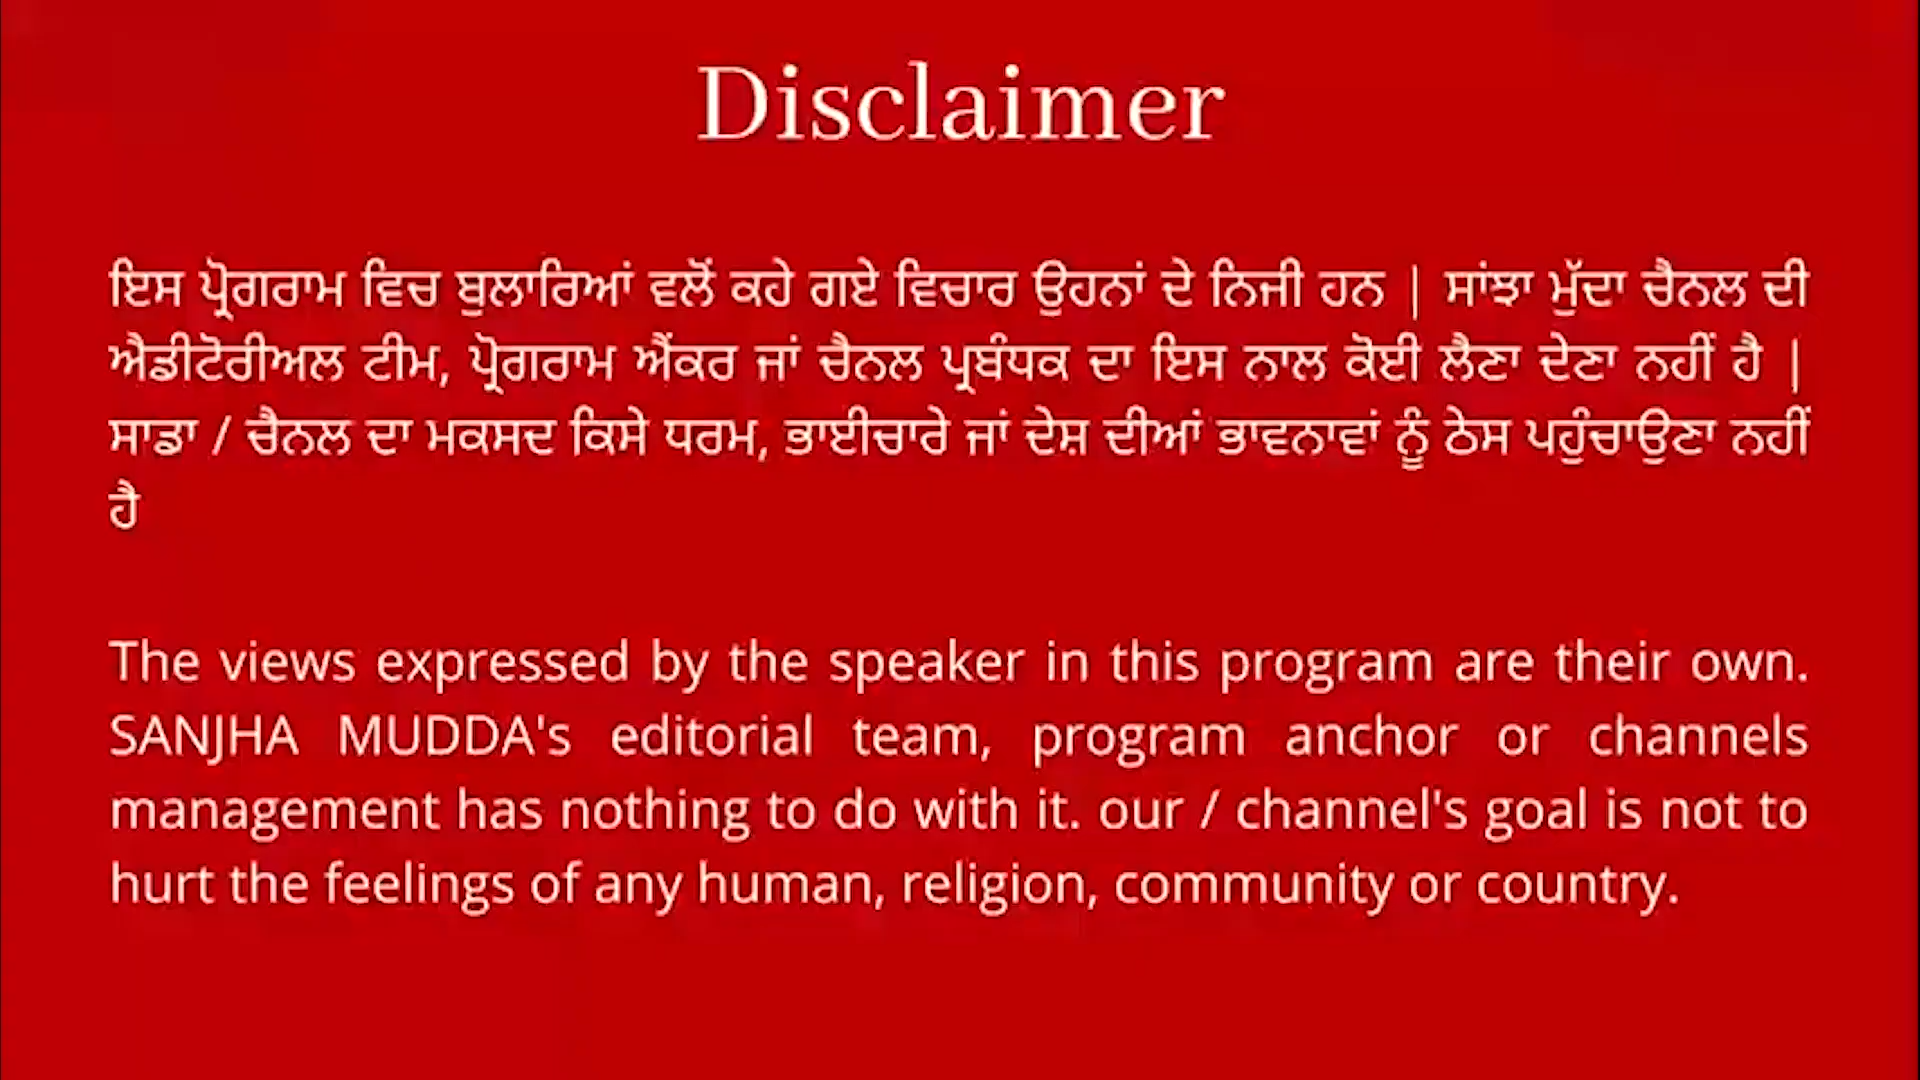 Disclaimer
ਇਸ ਪ੍ਰੋਗਰਾਮ ਵਿਚ ਬੁਲਾਰਿਆਂ ਵਲੋਂ ਕਹੇ ਗਏ ਵਿਚਾਰ ਉਹਨਾਂ ਦੇ ਨਿਜੀ ਹਨ | ਸਾਂਝਾ ਮੁੱਦਾ ਚੈਨਲ ਦੀ
ਐਡੀਟੋਰੀਅਲ ਟੀਮ, ਪ੍ਰੋਗਰਾਮ ਐਂਕਰ ਜਾਂ ਚੈਨਲ ਪ੍ਰਬੰਧਕ ਦਾ ਇਸ ਨਾਲ ਕੋਈ ਲੈਣਾ ਦੇਣਾ ਨਹੀਂ ਹੈ |
ਸਾਡਾ / ਚੈਨਲ ਦਾ ਮਕਸਦ ਕਿਸੇ ਧਰਮ, ਭਾਈਚਾਰੇ ਜਾਂ ਦੇਸ਼ ਦੀਆਂ ਭਾਵਨਾਵਾਂ ਨੂੰ ਠੇਸ ਪਹੁੰਚਾਉਣਾ ਨਹੀਂ
ਹੈ
The views expressed by the speaker in this program are their own.
SANJHA MUDDA's editorial team, program anchor or channels
management has nothing to do with it. our / channel's goal is not to
hurt the feelings of any human, religion, community or country.